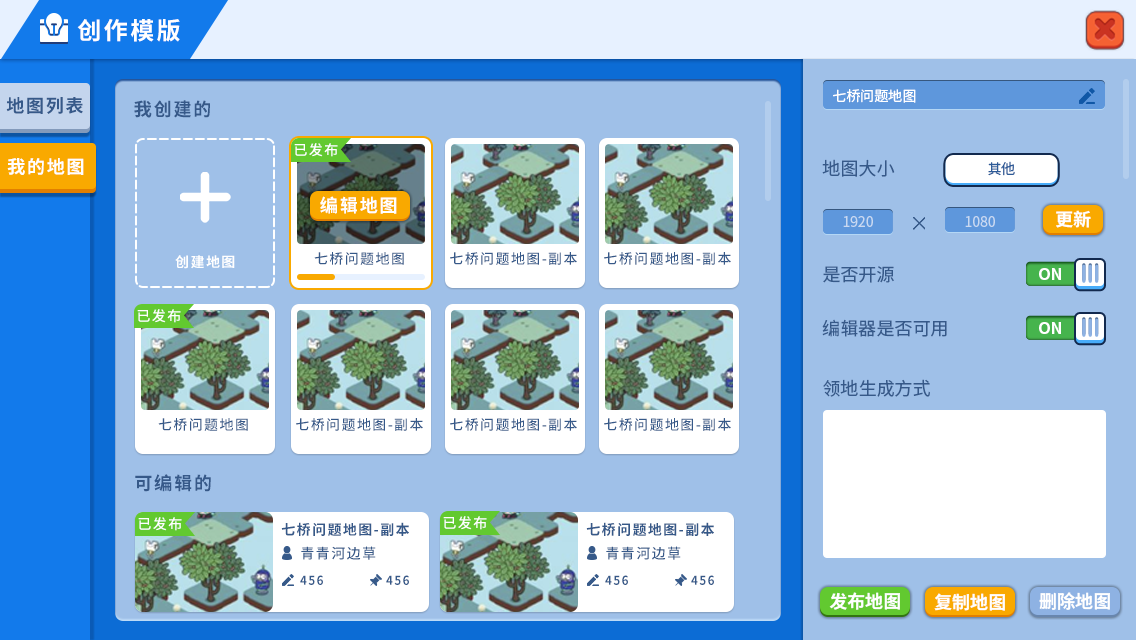 创作模版
地图列表
我的地图
我创建的
创建地图
已发布
编辑地图
七桥问题地图
七桥问题地图-副本
七桥问题地图-副本
已发布
七桥问题地图
七桥问题地图-副本
七桥问题地图-副本
七桥问题地图-副本
可编辑的
已发布
七桥问题地图-副本
青青河边草
456 456
已发布
七桥问题地图-副本
青青河边草
456 456
七桥问题地图
地图大小 其他
1920 × 1080 更新
是否开源 ON
编辑器是否可用 ON
领地生成方式
发布地图 复制地图 删除地图